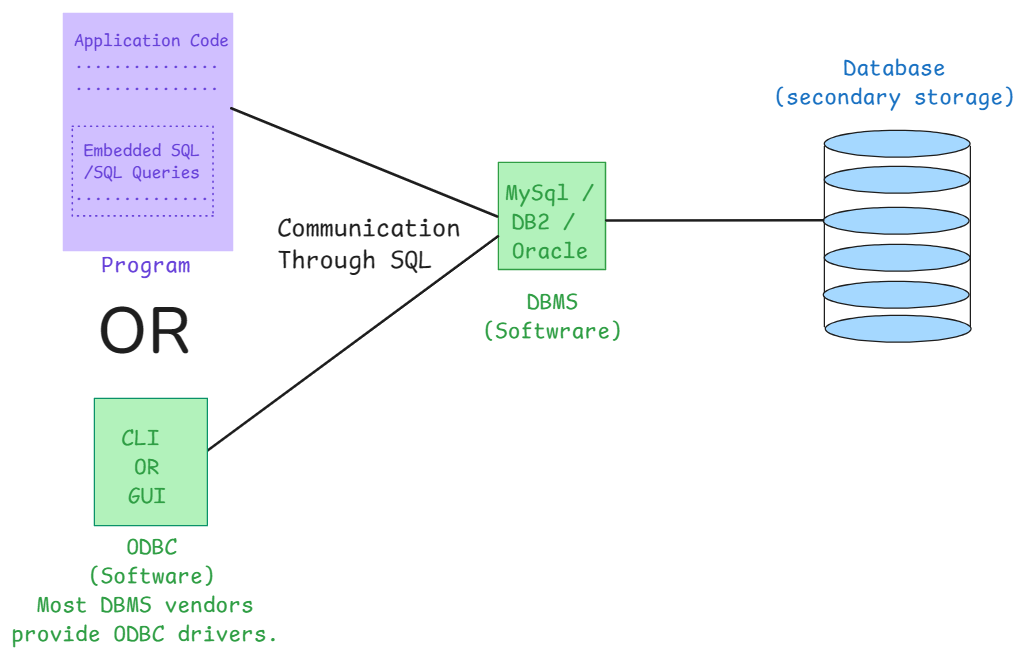 Application Code
Embedded SQL
/SQL Queries
Program
OR
CLI
OR
GUI
ODBC
(Software)
Most DBMS vendors
provide ODBC drivers.
Communication
Through SQL
MySql /
DB2 /
Oracle
DBMS
(Softwrare)
Database
(secondary storage)